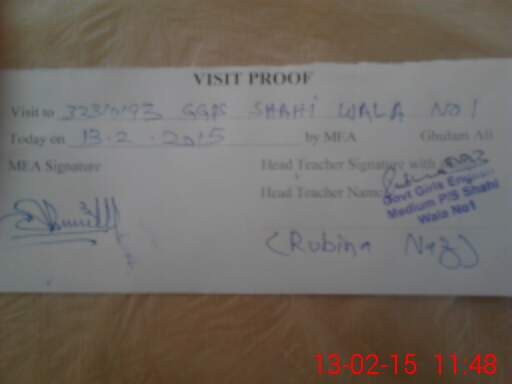 VISIT PROOF
Visit to 32310193 GGPS SHAHI WALA NO 1
Today on 13.2.2015 by MEA Ghulam Ali
MEA Signature Head Teacher Signature with
Head Teacher Name
Govt Girls English
Medium P/S Shahi
Wala No1
(Rubina Naz)
13-02-15 11:48